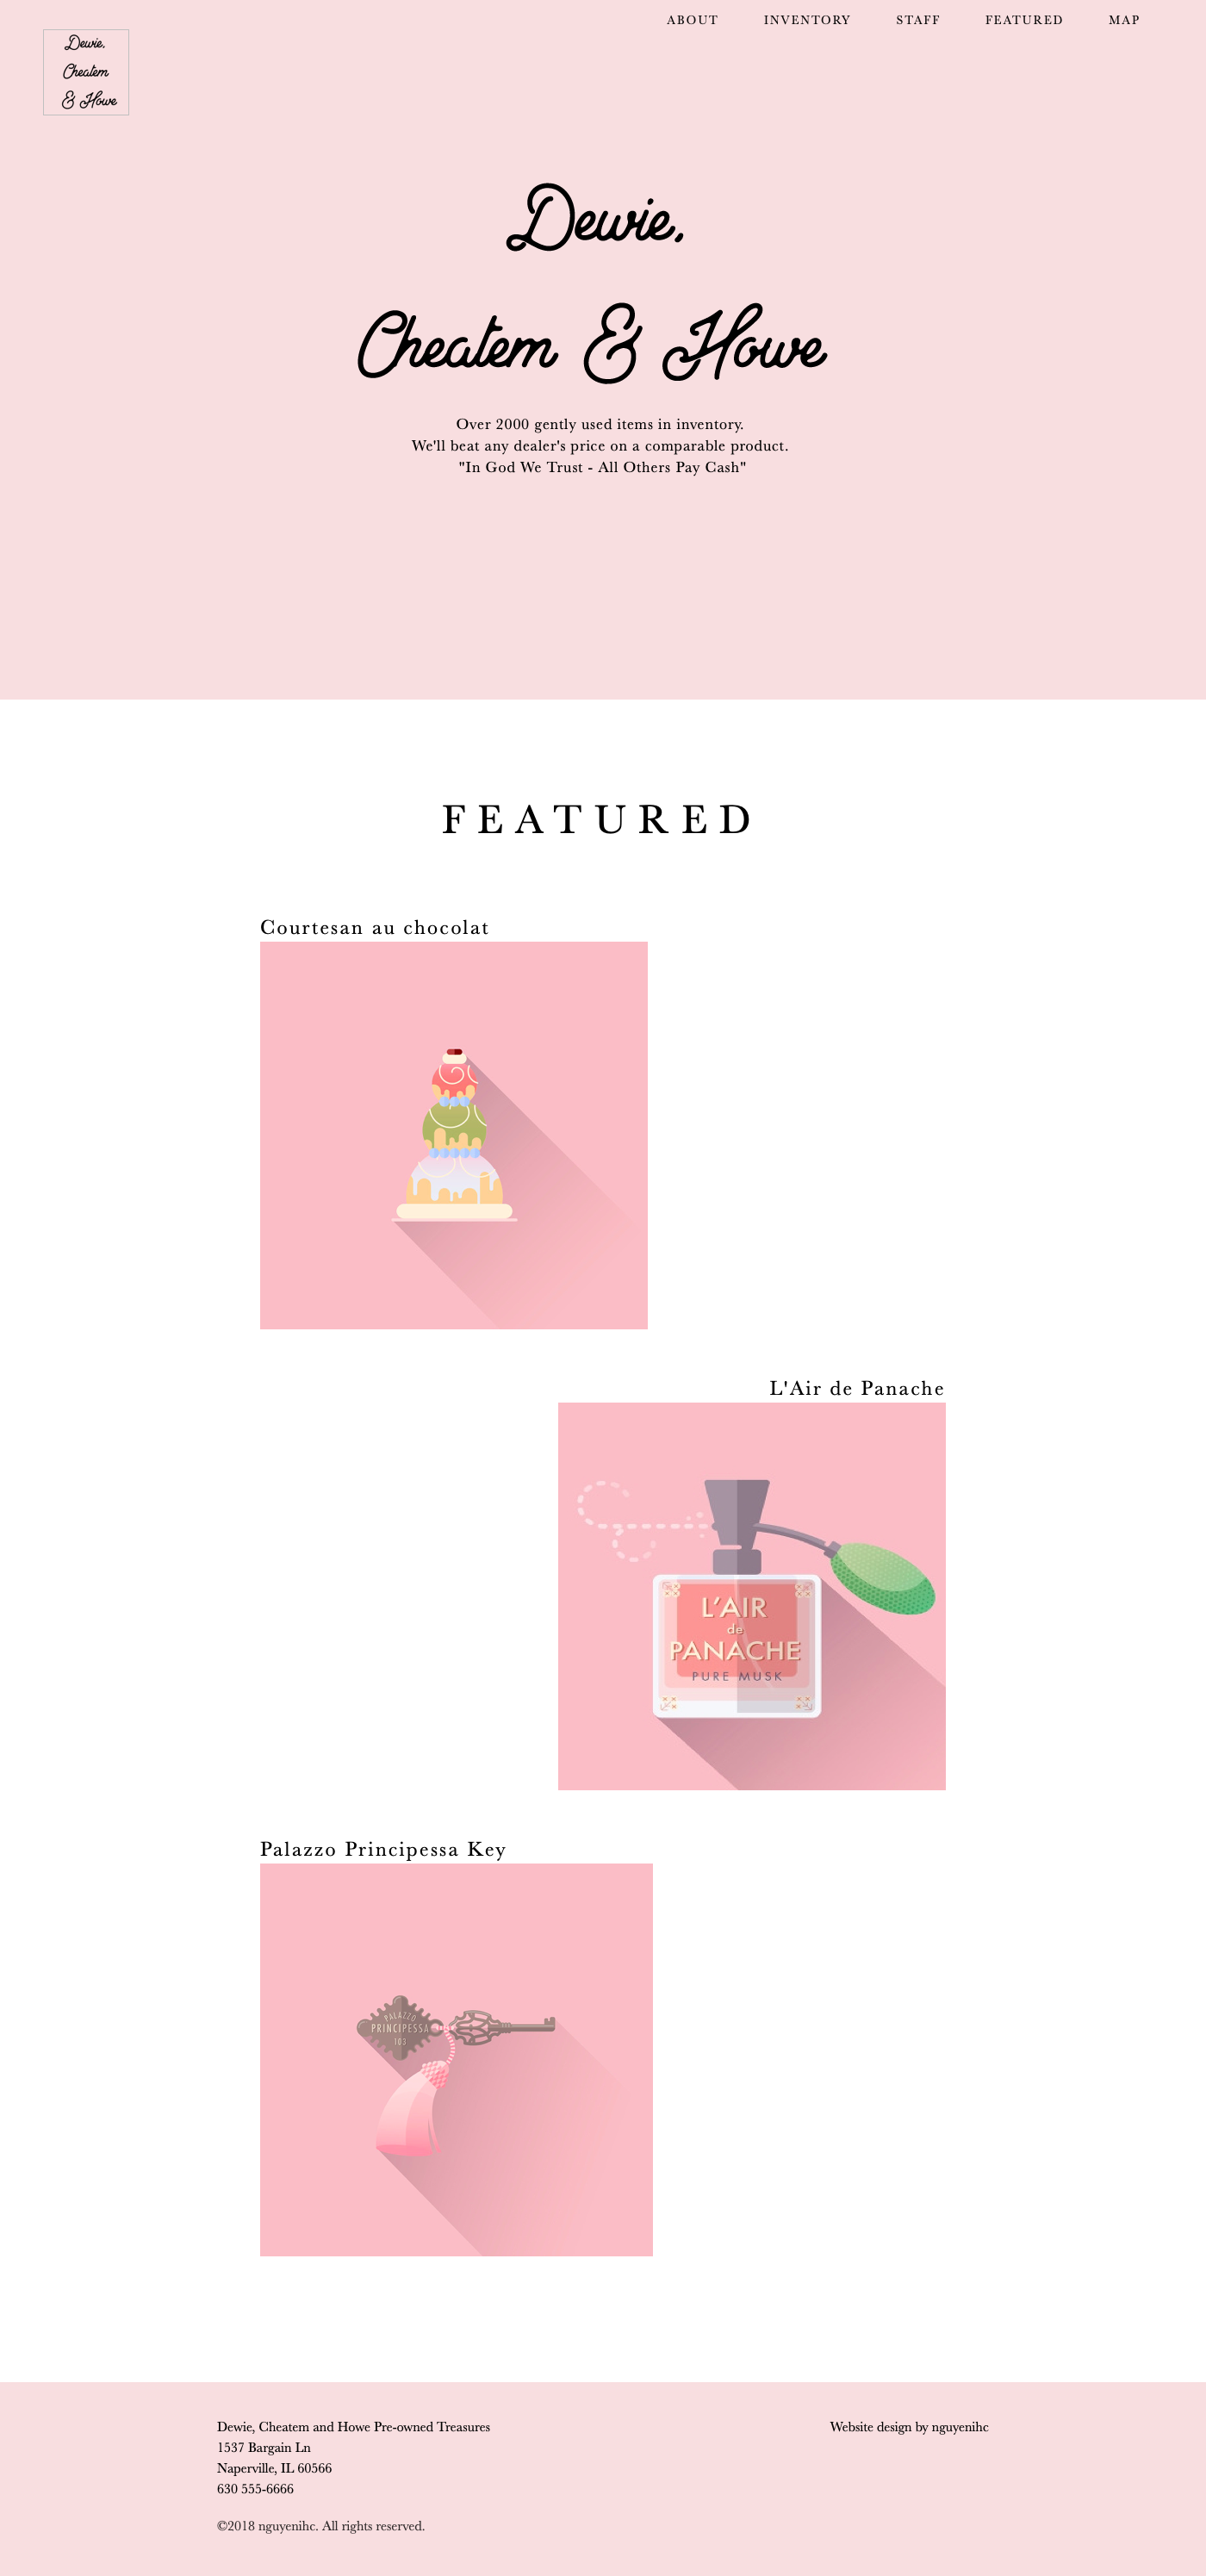 ABOUT INVENTORY STAFF FEATURED MAP
Dewie,
Cheatem
& Howe
Dewie,
Cheatem & Howe
Over 2000 gently used items in inventory.
We'll beat any dealer's price on a comparable product.
"In God We Trust - All Others Pay Cash"
FEATURED
Courtesan au chocolat
L'Air de Panache
L'AIR
de
PANACHE
PURE MUSK
Palazzo Principessa Key
PALAZZO
PRINCIPESSA
103
Dewie, Cheatem and Howe Pre-owned Treasures
1537 Bargain Ln
Naperville, IL 60566
630 555-6666
©2018 nguyenihc. All rights reserved.
Website design by nguyenihc